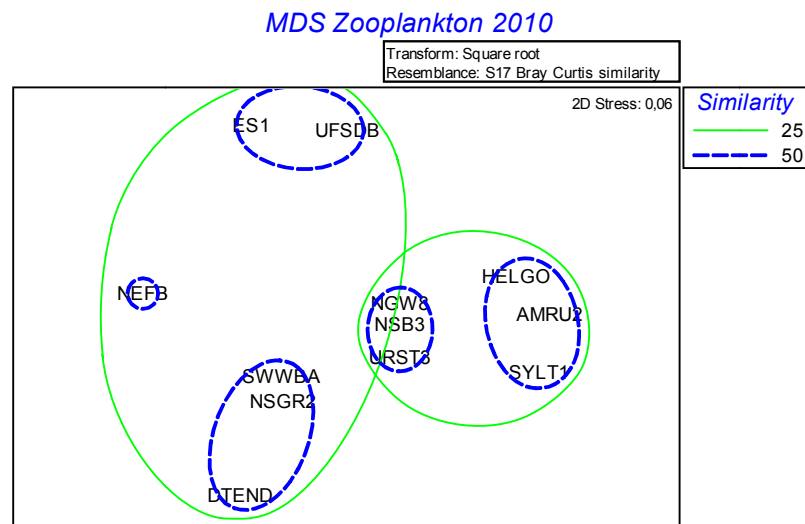 MDS Zooplankton 2010
Transform: Square root
Resemblance: S17 Bray Curtis similarity
2D Stress: 0,06
Similarity
25
50
ES1
UFSDB
NEFB
HELGO
NGW8
AMRU2
NSB3
URST3
SYLT1
SWWBA
NSGR2
DTEND